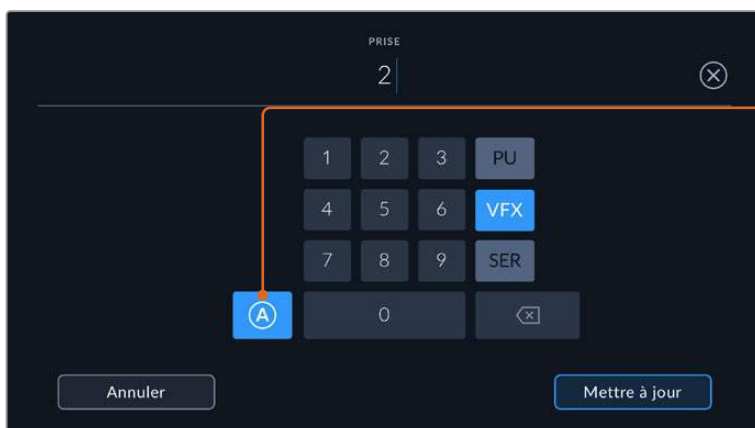 PRISE
2
1 2 3 PU
4 5 6 VFX
7 8 9 SER
A 0
Annuler Mettre à jour